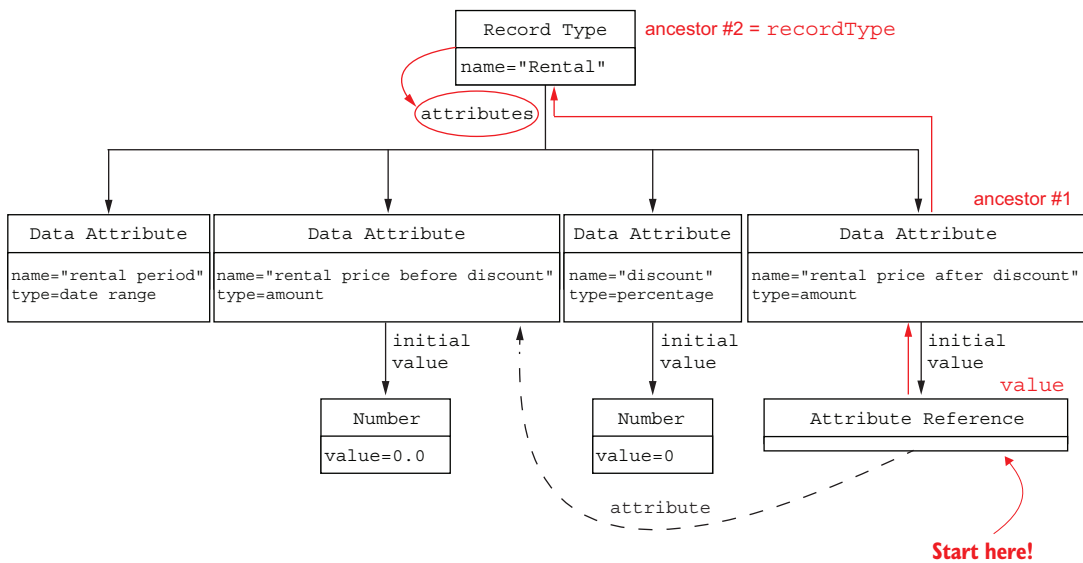 Record Type
ancestor #2 = recordType
name="Rental"
attributes
ancestor #1
Data Attribute
name="rental period"
type=date range
Data Attribute
name="rental price before discount"
type=amount
Data Attribute
name="discount"
type=percentage
Data Attribute
name="rental price after discount"
type=amount
initial
value
initial
value
initial
value
value
Number
value=0.0
Number
value=0
Attribute Reference
attribute
Start here!